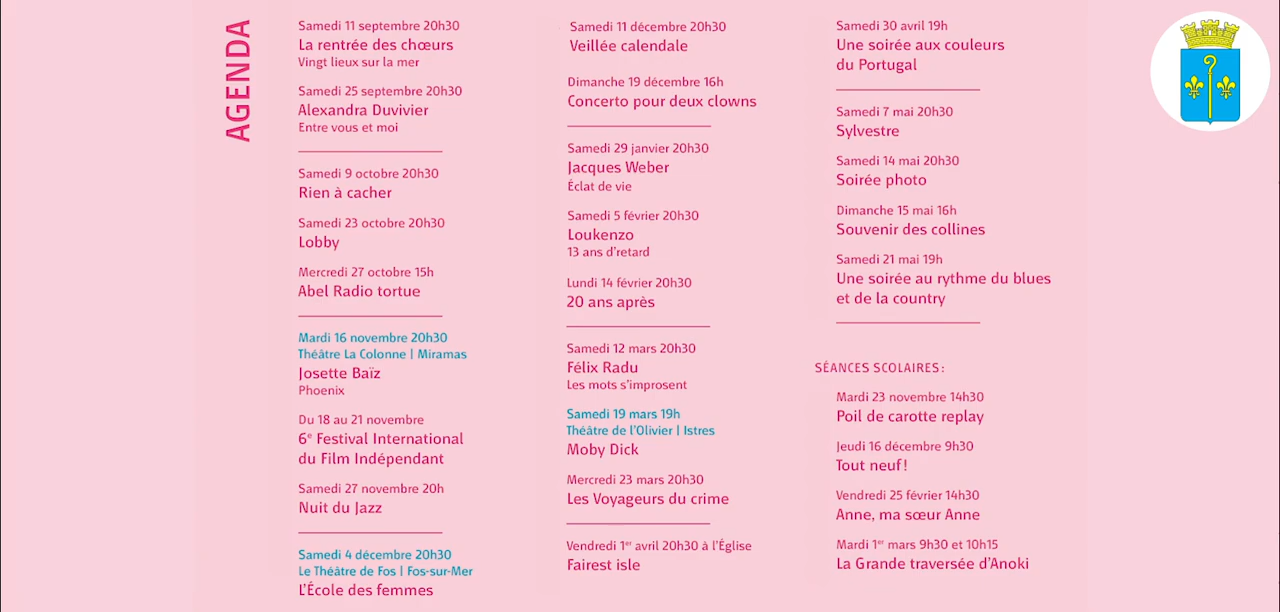 AGENDA
Samedi 11 septembre 20h30
La rentrée des chœurs
Vingt lieux sur la mer
Samedi 25 septembre 20h30
Alexandra Duvivier
Entre vous et moi
Samedi 9 octobre 20h30
Rien à cacher
Samedi 23 octobre 20h30
Lobby
Mercredi 27 octobre 15h
Abel Radio tortue
Mardi 16 novembre 20h30
Théâtre La Colonne | Miramas
Josette Baïz
Phoenix
Du 18 au 21 novembre
6e Festival International
du Film Indépendant
Samedi 27 novembre 20h
Nuit du Jazz
Samedi 4 décembre 20h30
Le Théâtre de Fos | Fos-sur-Mer
L'École des femmes
Samedi 11 décembre 20h30
Veillée calendale
Dimanche 19 décembre 16h
Concerto pour deux clowns
Samedi 29 janvier 20h30
Jacques Weber
Éclat de vie
Samedi 5 février 20h30
Loukenzo
13 ans d'retard
Lundi 14 février 20h30
20 ans après
Samedi 12 mars 20h30
Félix Radu
Les mots s'improsent
Samedi 19 mars 19h
Théâtre de l'Olivier | Istres
Moby Dick
Mercredi 23 mars 20h30
Les Voyageurs du crime
Vendredi 1er avril 20h30 à l'Église
Fairest isle
Samedi 30 avril 19h
Une soirée aux couleurs
du Portugal
Samedi 7 mai 20h30
Sylvestre
Samedi 14 mai 20h30
Soirée photo
Dimanche 15 mai 16h
Souvenir des collines
Samedi 21 mai 19h
Une soirée au rythme du blues
et de la country
SÉANCES SCOLAIRES :
Mardi 23 novembre 14h30
Poil de carotte replay
Jeudi 16 décembre 9h30
Tout neuf !
Vendredi 25 février 14h30
Anne, ma sœur Anne
Mardi 1er mars 9h30 et 10h15
La Grande traversée d'Anoki